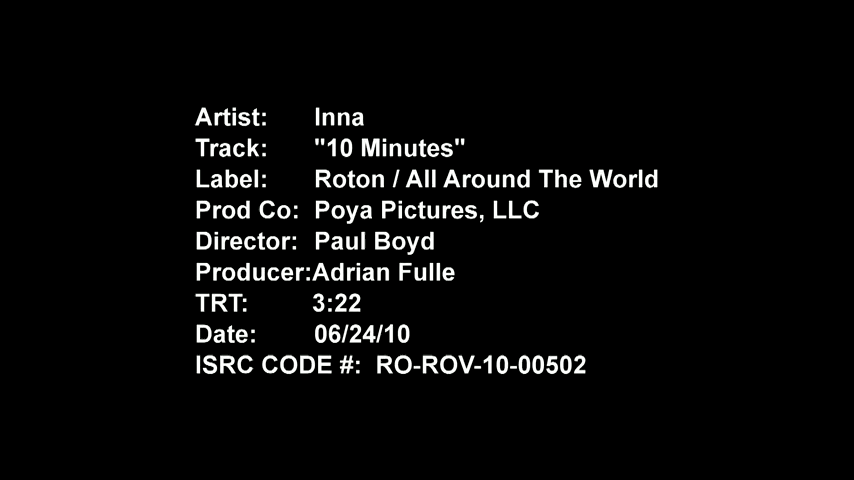 Artist: Inna
Track: "10 Minutes"
Label: Roton / All Around The World
Prod Co: Poya Pictures, LLC
Director: Paul Boyd
Producer:Adrian Fulle
TRT: 3:22
Date: 06/24/10
ISRC CODE #: RO-ROV-10-00502